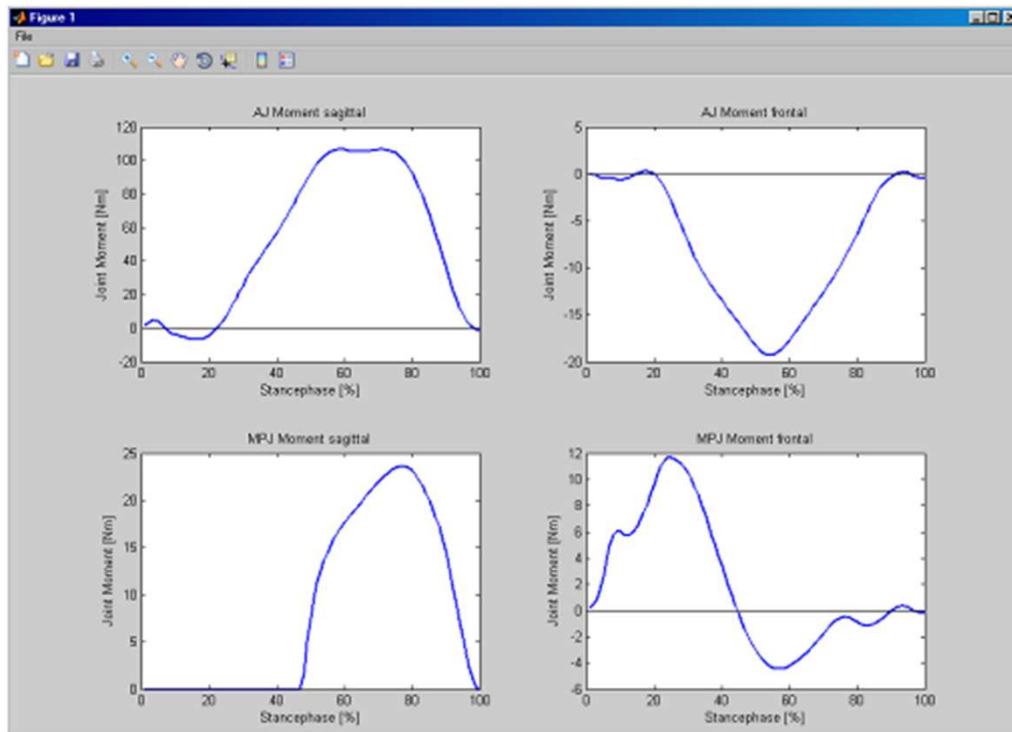 Figure 1
File
AJ Moment sagittal
120
100
80
60
40
20
0
-20
Joint Moment [Nm]
0 20 40 60 80 100
Stancephase [%]
AJ Moment frontal
5
0
-5
-10
-15
-20
Joint Moment [Nm]
0 20 40 60 80 100
Stancephase [%]
MPJ Moment sagittal
25
20
15
10
5
0
Joint Moment [Nm]
0 20 40 60 80 100
Stancephase [%]
MPJ Moment frontal
12
10
8
6
4
2
0
-2
-4
-6
Joint Moment [Nm]
0 20 40 60 80 100
Stancephase [%]